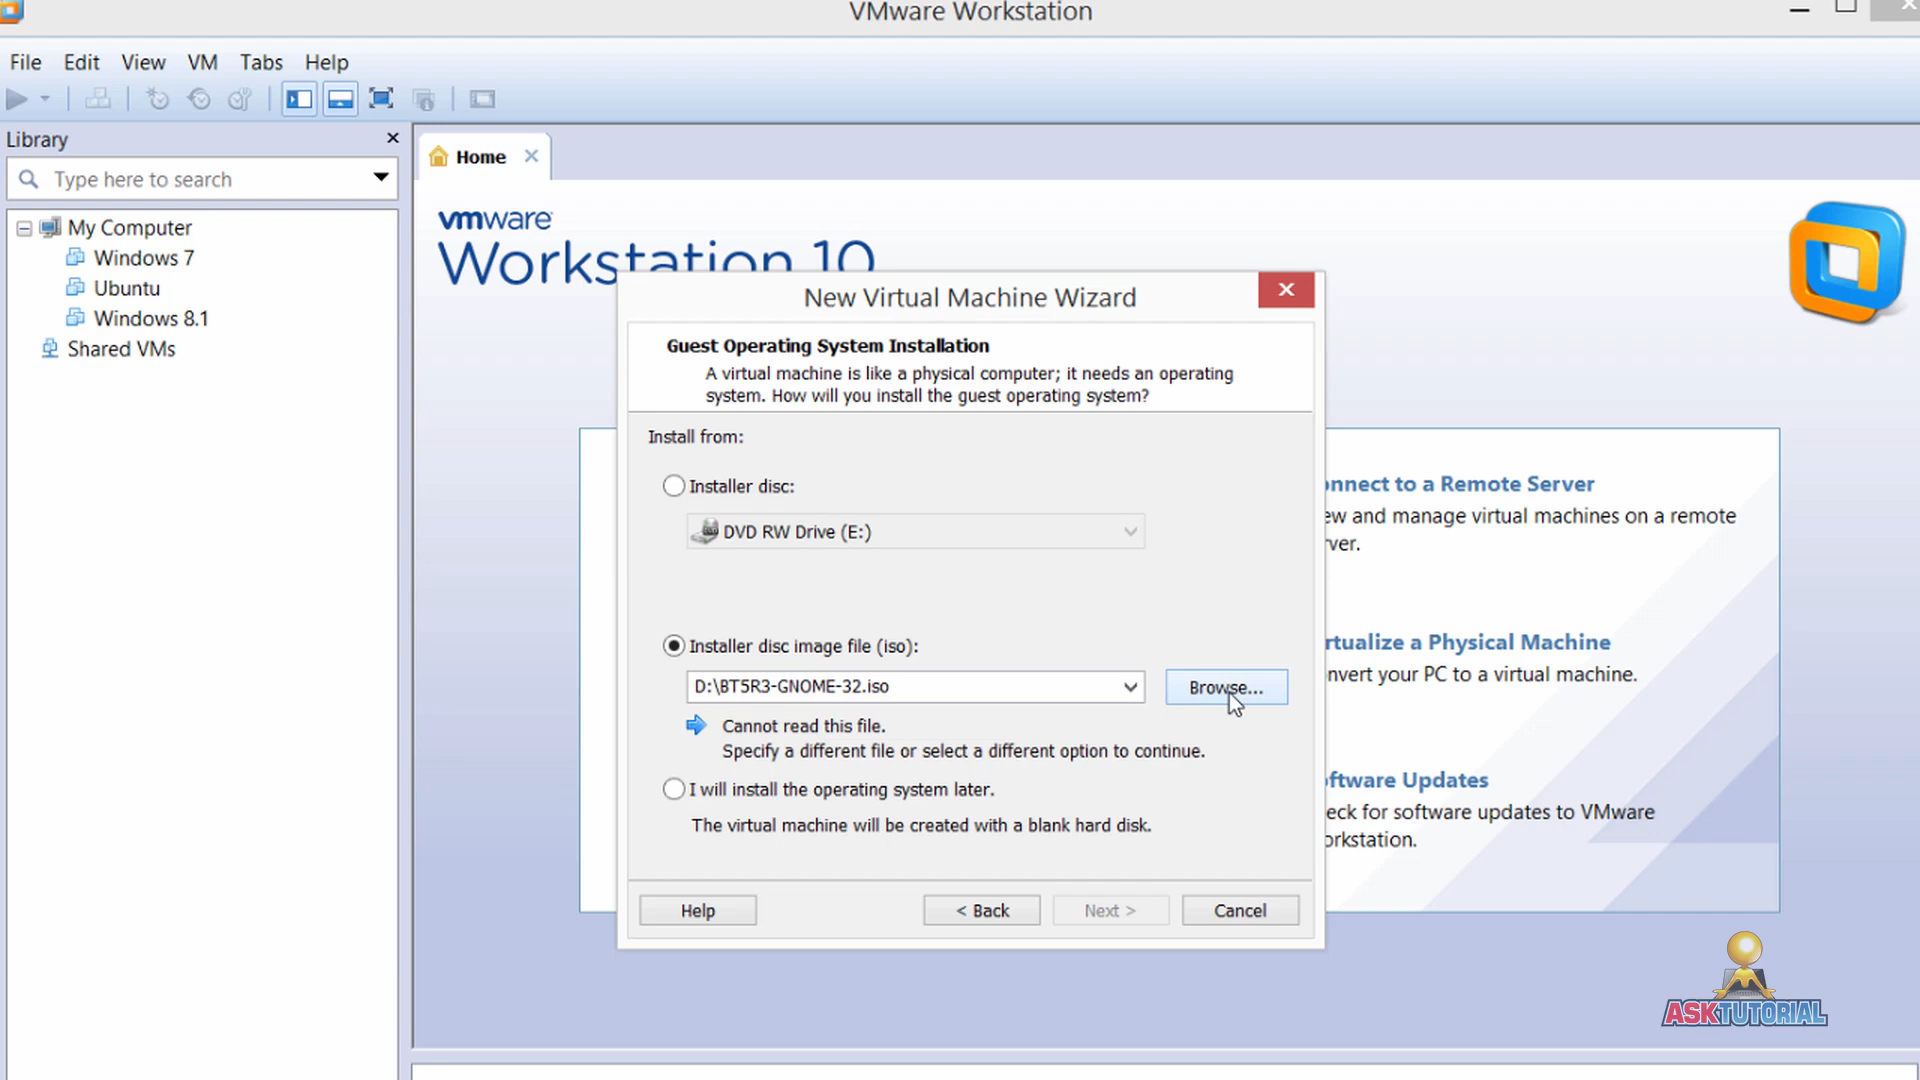 VMware Workstation
File Edit View VM Tabs Help
Library
Home
Type here to search
My Computer
Windows 7
Ubuntu
Windows 8.1
Shared VMs
vmware
Workstation 10
New Virtual Machine Wizard
Guest Operating System Installation
A virtual machine is like a physical computer; it needs an operating
system. How will you install the guest operating system?
Install from:
Installer disc:
DVD RW Drive (E:)
Installer disc image file (iso):
D:\BT5R3-GNOME-32.iso
Browse...
Cannot read this file.
Specify a different file or select a different option to continue.
I will install the operating system later.
The virtual machine will be created with a blank hard disk.
Help
< Back
Next >
Cancel
onnect to a Remote Server
ew and manage virtual machines on a remote
rver.
rtualize a Physical Machine
nvert your PC to a virtual machine.
oftware Updates
eck for software updates to VMware
orkstation.
ASKTUTORIAL